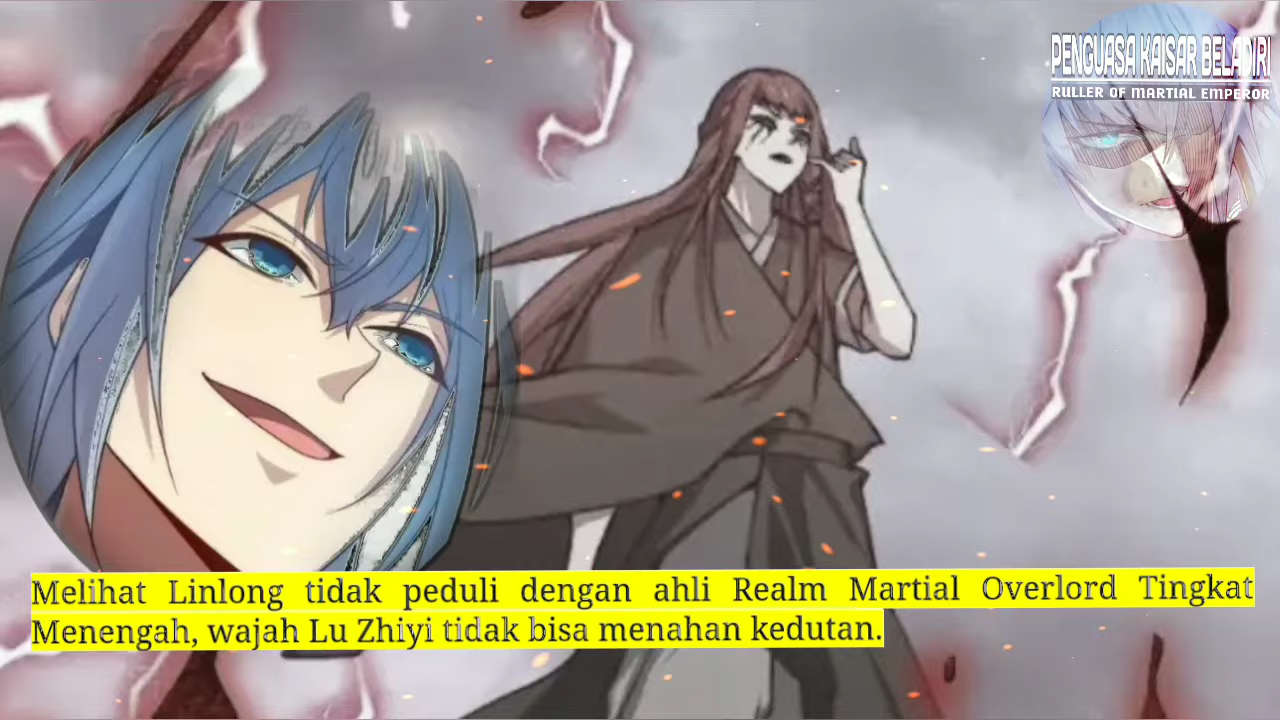 PENGUASA KAISAR BELADIRI
RULLER OF MARTIAL EMPEROR
Melihat Linlong tidak peduli dengan ahli Realm Martial Overlord Tingkat
Menengah, wajah Lu Zhiyi tidak bisa menahan kedutan.